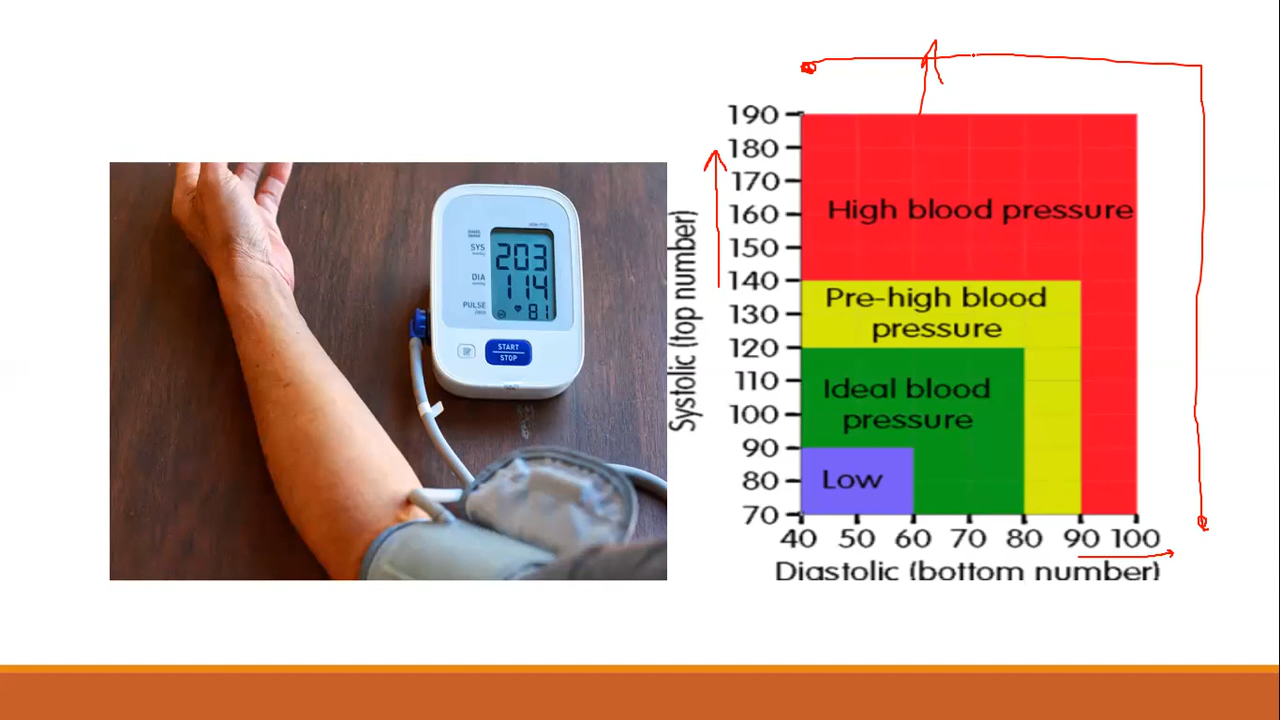 SYS
203
DIA
114
PULSE
81
START
STOP
Systolic (top number)
190
180
170
160
150
140
130
120
110
100
90
80
70
High blood pressure
Pre-high blood
pressure
Ideal blood
pressure
Low
40 50 60 70 80 90 100
Diastolic (bottom number)